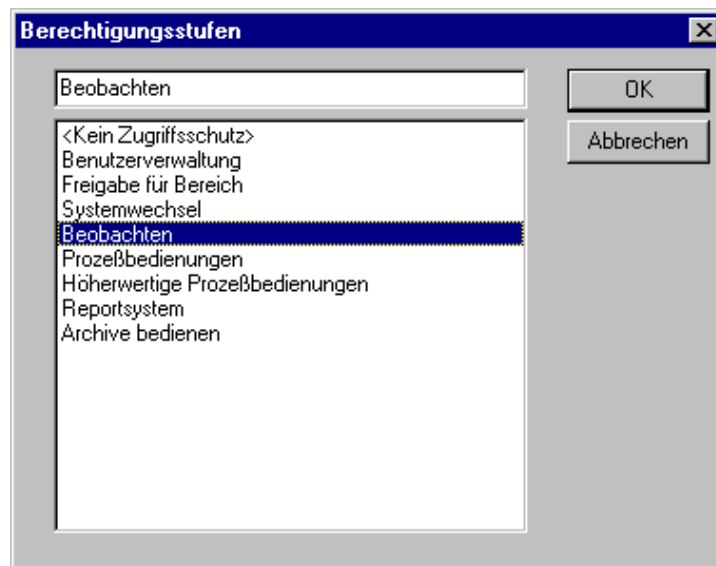 Berechtigungsstufen
Beobachten
OK
Abbrechen
<Kein Zugriffsschutz>
Benutzerverwaltung
Freigabe für Bereich
Systemwechsel
Beobachten
Prozeßbedienungen
Höherwertige Prozeßbedienungen
Reportsystem
Archive bedienen